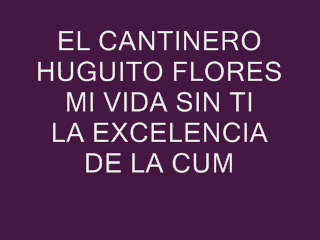 EL CANTINERO
HUGUITO FLORES
MI VIDA SIN TI
LA EXCELENCIA
DE LA CUM